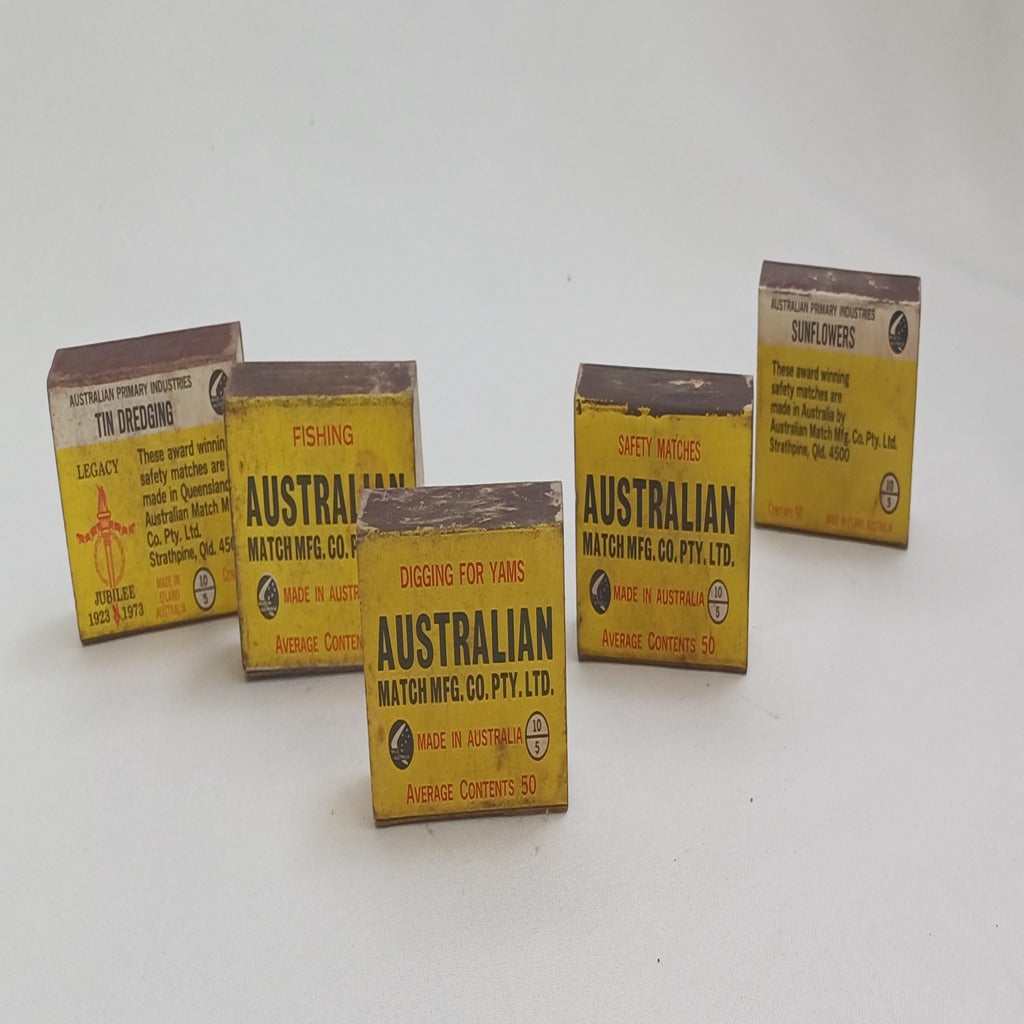 AUSTRALIAN PRIMARY INDUSTRIES
TIN DREDGING
LEGACY
JUBILEE
1923 1973
These award
safety matches are
made in Queensland
Australian Match
Co. Pty. Ltd.
Strathpine, Qld.
MADE IN
Q'LAND
AUSTRALIA
10
5
FISHING
MATCH MFG. CO.
MADE IN
AVERAGE
DIGGING FOR YAMS
AUSTRALIAN
MATCH MFG. CO. PTY. LTD.
MADE IN AUSTRALIA
10
5
AVERAGE CONTENTS 50
SAFETY MATCHES
AUSTRALIAN
MATCH MFG. CO. PTY. LTD.
MADE IN AUSTRALIA
10
5
AVERAGE CONTENTS 50
AUSTRALIAN PRIMARY INDUSTRIES
SUNFLOWERS
These award winning
safety matches are
made in Australia by
Australian Match Mfg. Co. Pty. Ltd.
Strathpine, Qld. 4500
10
5
CONTENTS 50
MADE IN Q'LAND AUSTRALIA